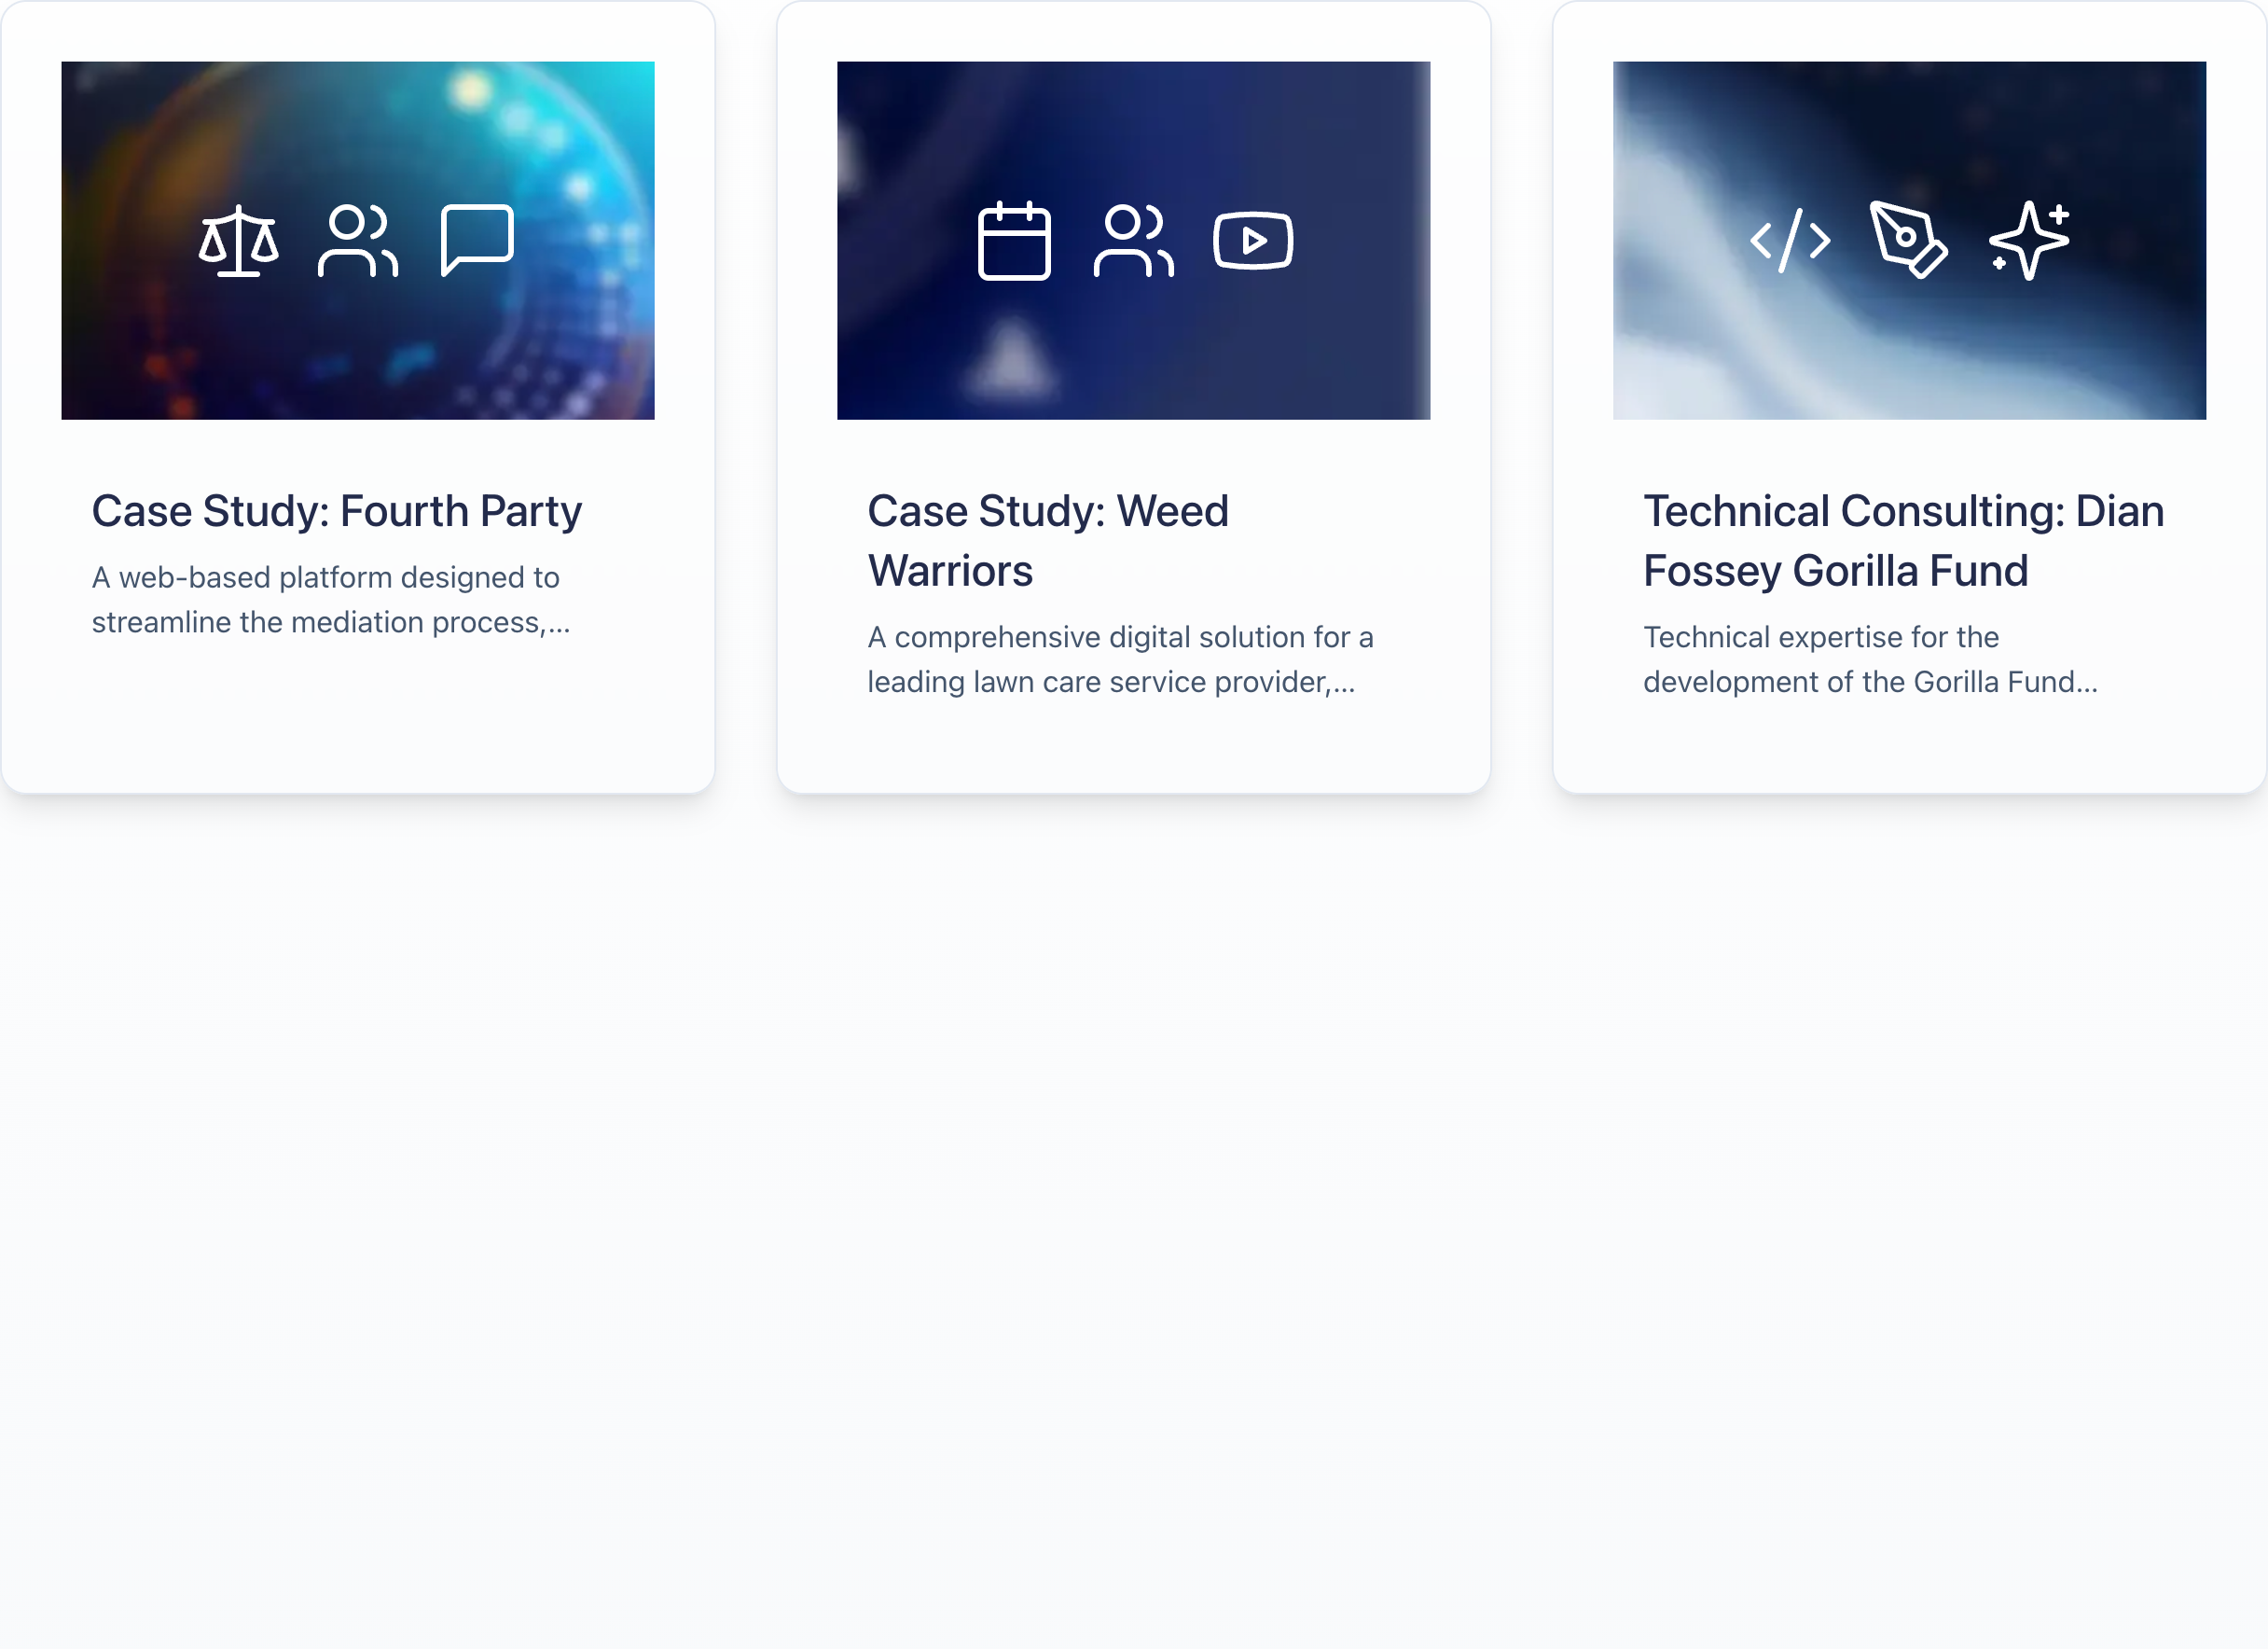 Case Study: Fourth Party
A web-based platform designed to
streamline the mediation process,...
Case Study: Weed
Warriors
A comprehensive digital solution for a
leading lawn care service provider,...
Technical Consulting: Dian
Fossey Gorilla Fund
Technical expertise for the
development of the Gorilla Fund...